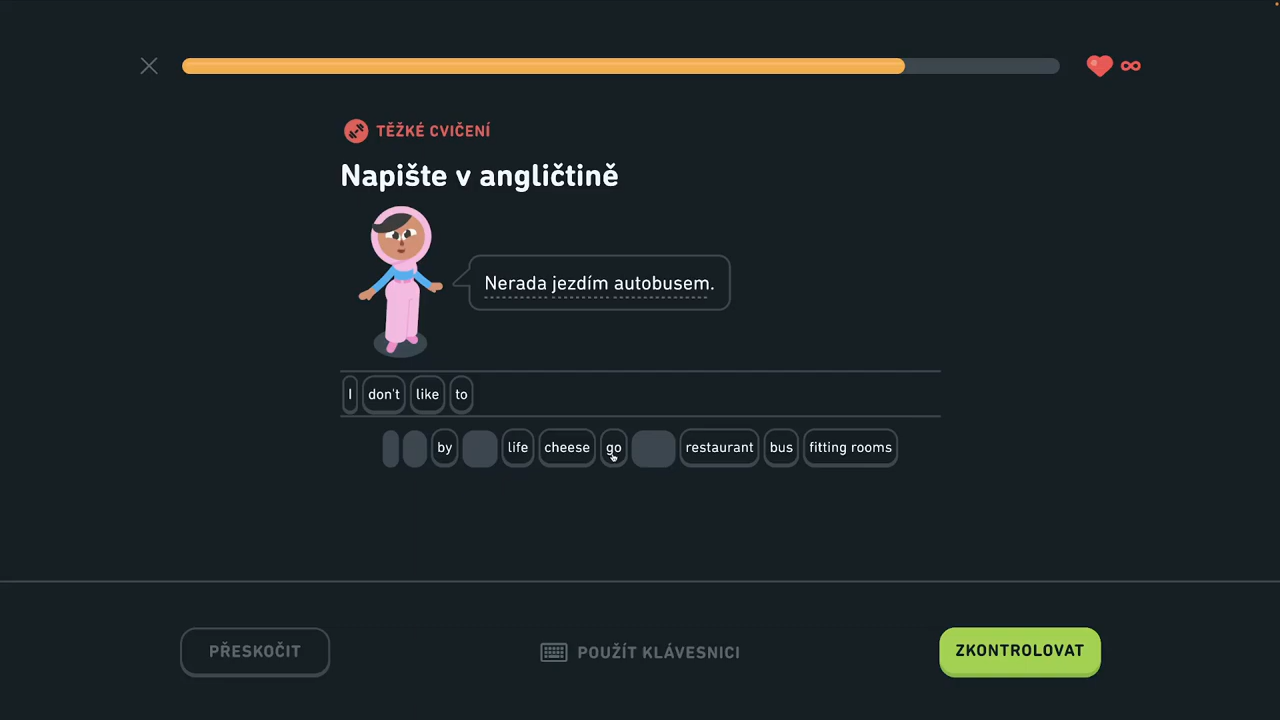 TĚŽKÉ CVIČENÍ
Napište v angličtině
Nerada jezdím autobusem.
I don't like to
by life cheese go restaurant bus fitting rooms
PŘESKOČIT POUŽÍT KLÁVESNICI ZKONTROLOVAT